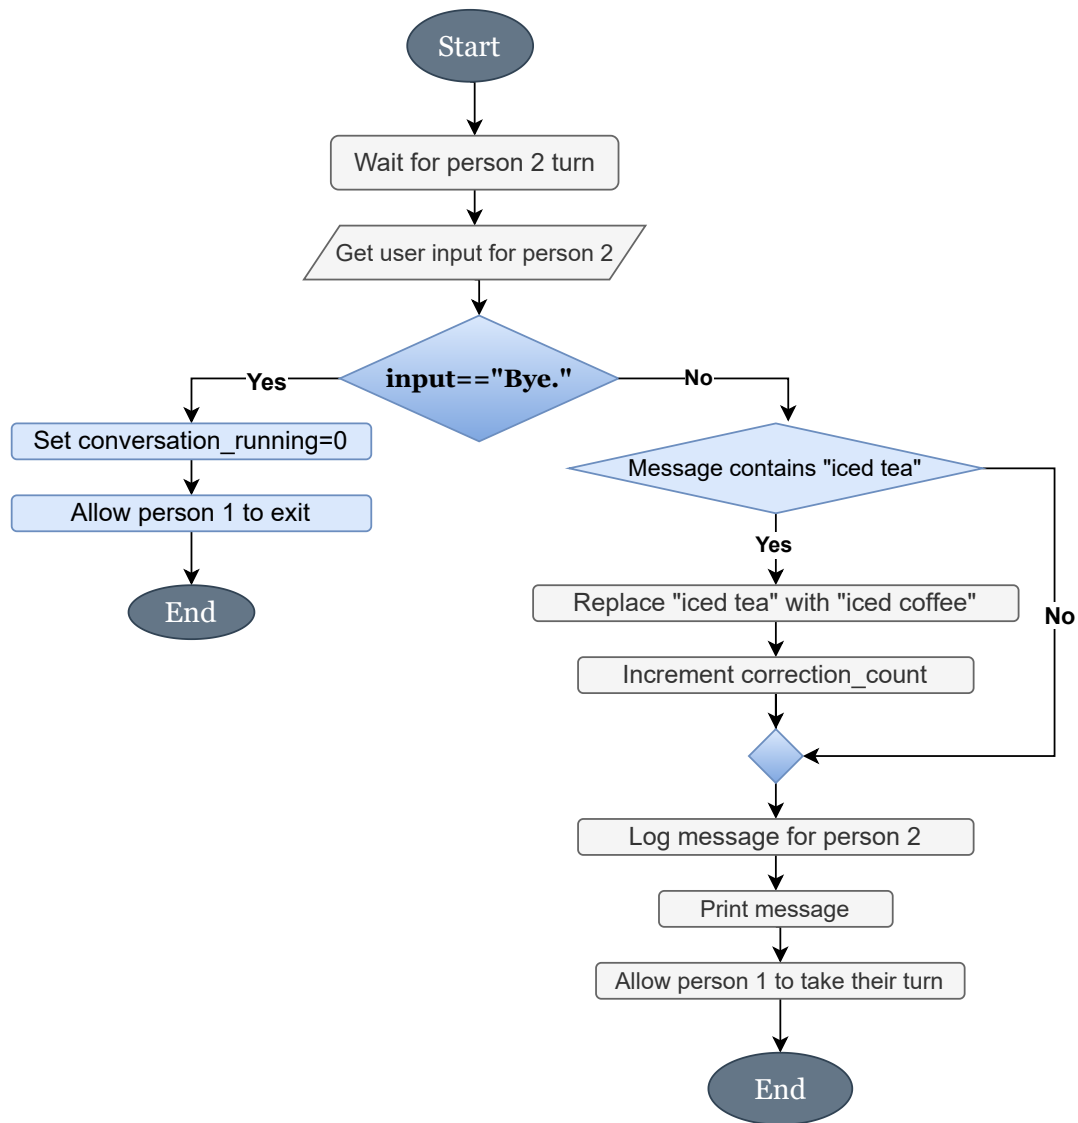 Start
Wait for person 2 turn
Get user input for person 2
input=="Bye."
Yes
No
Set conversation_running=0
Allow person 1 to exit
End
Message contains "iced tea"
Yes
No
Replace "iced tea" with "iced coffee"
Increment correction_count
Log message for person 2
Print message
Allow person 1 to take their turn
End